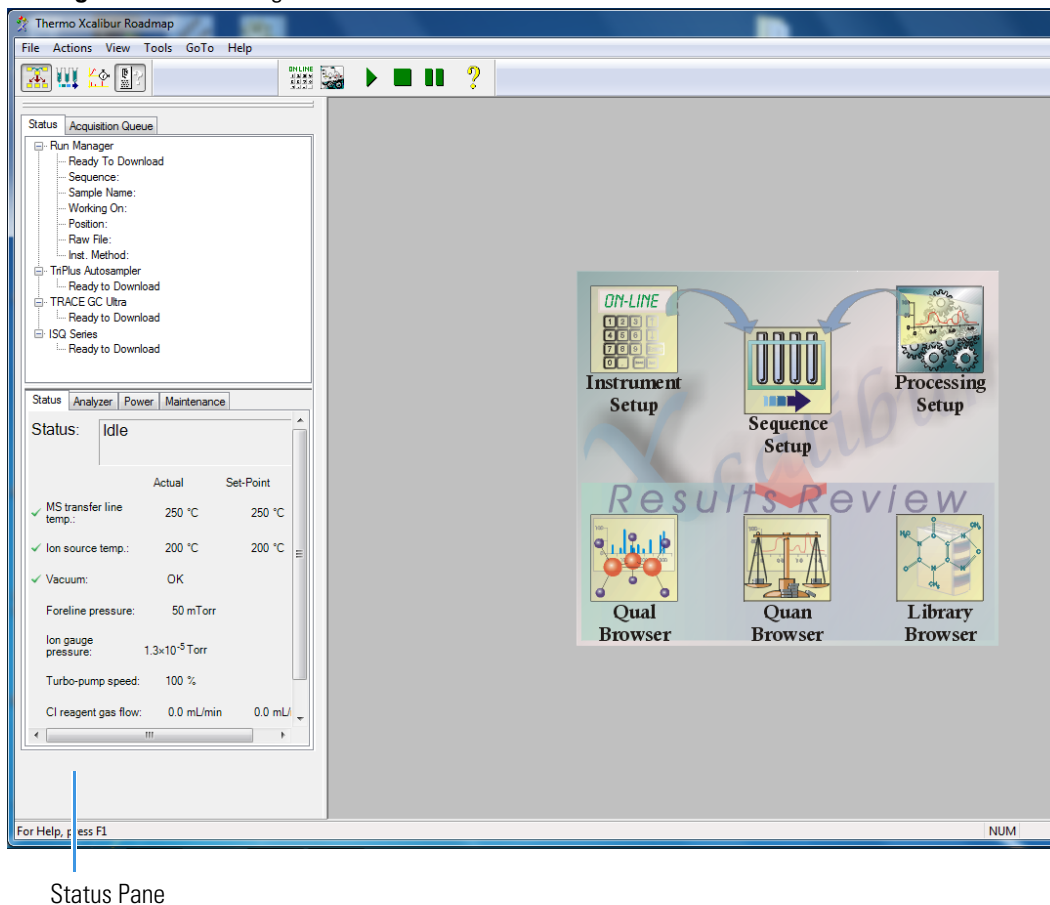 Thermo Xcalibur Roadmap
File Actions View Tools GoTo Help
ON LINE
?
Status Acquisition Queue
Run Manager
Ready To Download
Sequence:
Sample Name:
Working On:
Position:
Raw File:
Inst. Method:
TriPlus Autosampler
Ready to Download
TRACE GC Ultra
Ready to Download
ISQ Series
Ready to Download
Status Analyzer Power Maintenance
Status: Idle
Actual Set-Point
MS transfer line temp.: 250 °C 250 °C
Ion source temp.: 200 °C 200 °C
Vacuum: OK
Foreline pressure: 50 mTorr
Ion gauge pressure: 1.3×10⁻⁵ Torr
Turbo-pump speed: 100 %
CI reagent gas flow: 0.0 mL/min 0.0 mL/
ON-LINE
Instrument Setup
Sequence Setup
Processing Setup
Xcalibur
Results Review
Qual Browser
Quan Browser
Library Browser
For Help, press F1
NUM
Status Pane